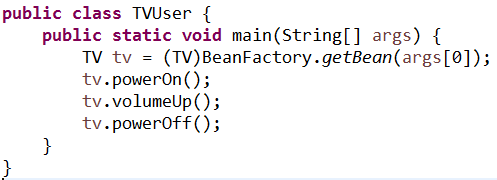 public class TVUser {
    public static void main(String[] args) {
        TV tv = (TV)BeanFactory.getBean(args[0]);
        tv.powerOn();
        tv.volumeUp();
        tv.powerOff();
    }
}